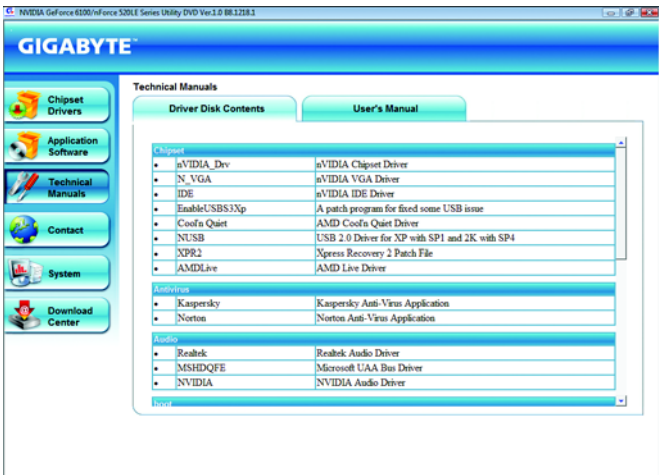 NVIDIA GeForce 6100/nForce 520LE Series Utility DVD Ver.1.0 B8.1218.1
GIGABYTE™
Chipset
Drivers
Application
Software
Technical
Manuals
Contact
System
Download
Center
Technical Manuals
Driver Disk Contents
User's Manual
Chipset
• nVIDIA_Drv nVIDIA Chipset Driver
• N_VGA nVIDIA VGA Driver
• IDE nVIDIA IDE Driver
• EnableUSBS3Xp A patch program for fixed some USB issue
• Cool'n Quiet AMD Cool'n Quiet Driver
• NUSB USB 2.0 Driver for XP with SP1 and 2K with SP4
• XPR2 Xpress Recovery 2 Patch File
• AMDLive AMD Live Driver
Antivirus
• Kaspersky Kaspersky Anti-Virus Application
• Norton Norton Anti-Virus Application
Audio
• Realtek Realtek Audio Driver
• MSHDQFE Microsoft UAA Bus Driver
• NVIDIA NVIDIA Audio Driver
boot